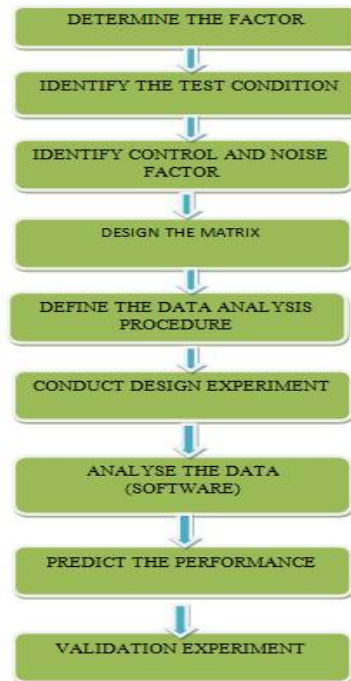 DETERMINE THE FACTOR
IDENTIFY THE TEST CONDITION
IDENTIFY CONTROL AND NOISE
FACTOR
DESIGN THE MATRIX
DEFINE THE DATA ANALYSIS
PROCEDURE
CONDUCT DESIGN EXPERIMENT
ANALYSE THE DATA
(SOFTWARE)
PREDICT THE PERFORMANCE
VALIDATION EXPERIMENT